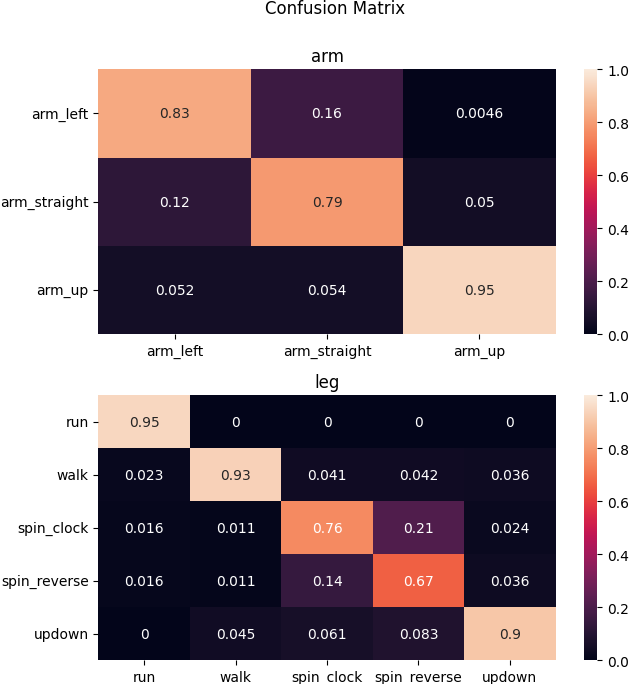 Confusion Matrix
arm
arm_left 0.83 0.16 0.0046
arm_straight 0.12 0.79 0.05
arm_up 0.052 0.054 0.95
arm_left arm_straight arm_up
1.0
0.8
0.6
0.4
0.2
0.0
leg
run 0.95 0 0 0 0
walk 0.023 0.93 0.041 0.042 0.036
spin_clock 0.016 0.011 0.76 0.21 0.024
spin_reverse 0.016 0.011 0.14 0.67 0.036
updown 0 0.045 0.061 0.083 0.9
run walk spin_clock spin_reverse updown
1.0
0.8
0.6
0.4
0.2
0.0